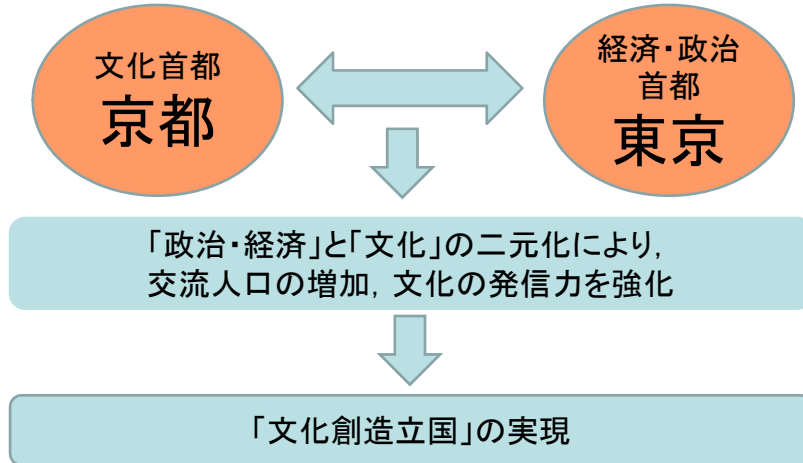 文化首都
京都
経済・政治
首都
東京
「政治・経済」と「文化」の二元化により,
交流人口の増加, 文化の発信力を強化
「文化創造立国」の実現